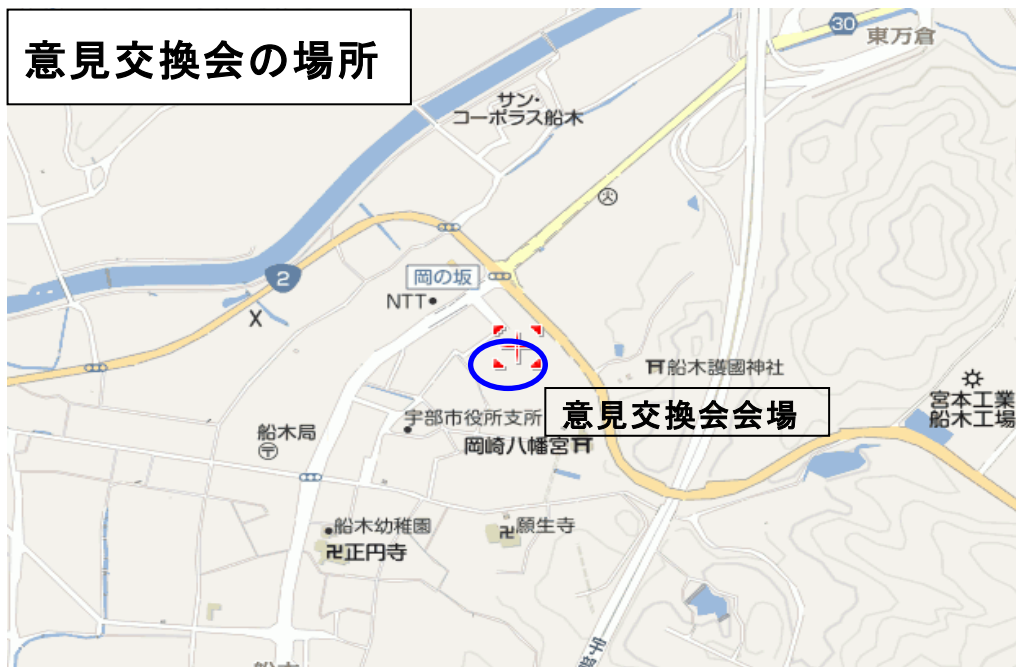 意見交換会の場所
30
東万倉
サン・
コーポラス船木
2
岡の坂
NTT
X
船木護國神社
宮本工業
船木工場
意見交換会会場
宇部市役所支所
岡崎八幡宮
船木局
船木幼稚園
正円寺
願生寺